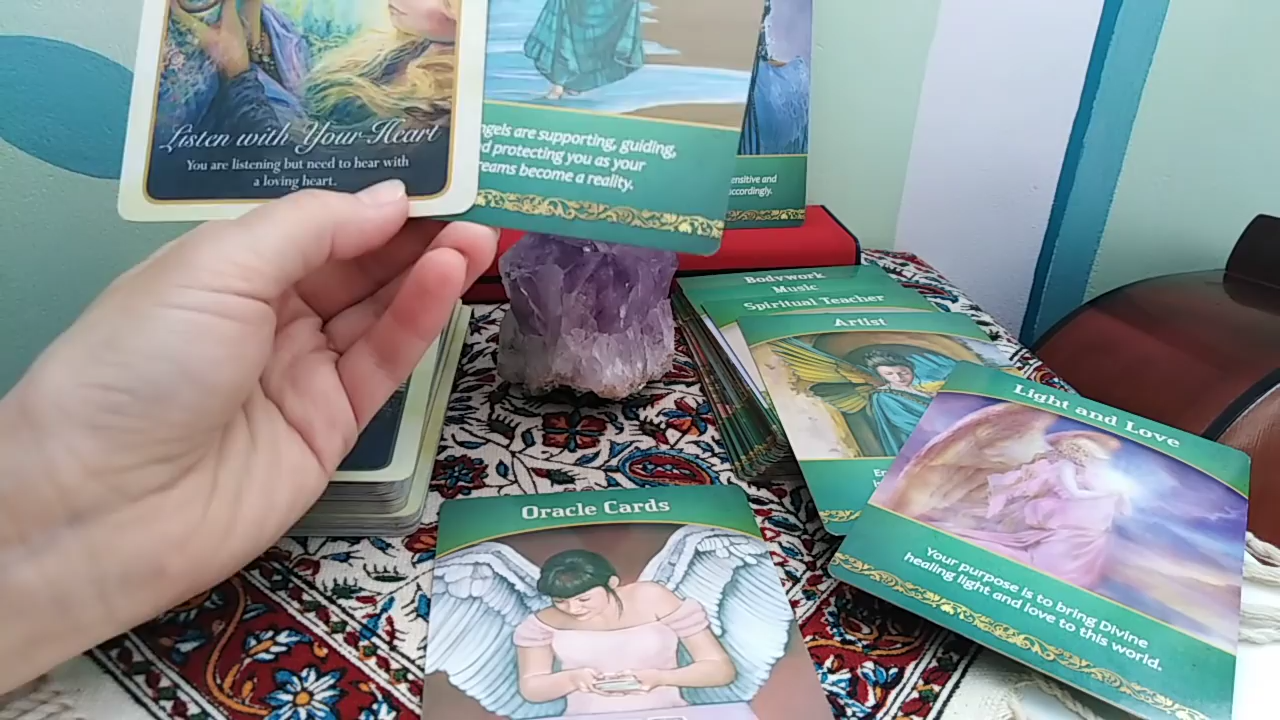 Listen with Your Heart
You are listening but need to hear with
a loving heart.
ngels are supporting, guiding,
d protecting you as your
reams become a reality.
ensitive and
ccordingly.
Bodywork
Music
Spiritual Teacher
Artist
Light and Love
Your purpose is to bring Divine
healing light and love to this world.
Oracle Cards